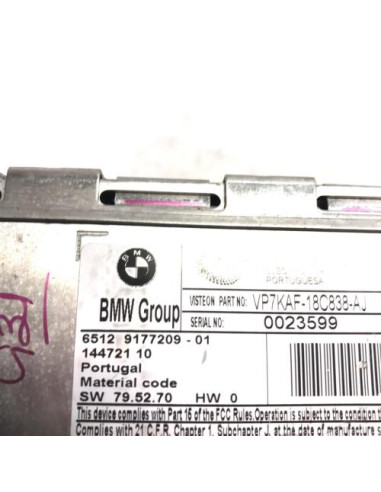 BMW
PORTUGUESA
BMW Group
VISTEON PART NO: VP7KAF-18C838-AJ
SERIAL NO: 0023599
6512 9177209 - 01
144721 10
Portugal
Material code
SW 79.52.70 HW 0
This device complies with Part 15 of the FCC Rules.Operation is subject to the condition
Complies with 21 C.F.R. Chapter 1, Subchapter J, at the date of manufacture